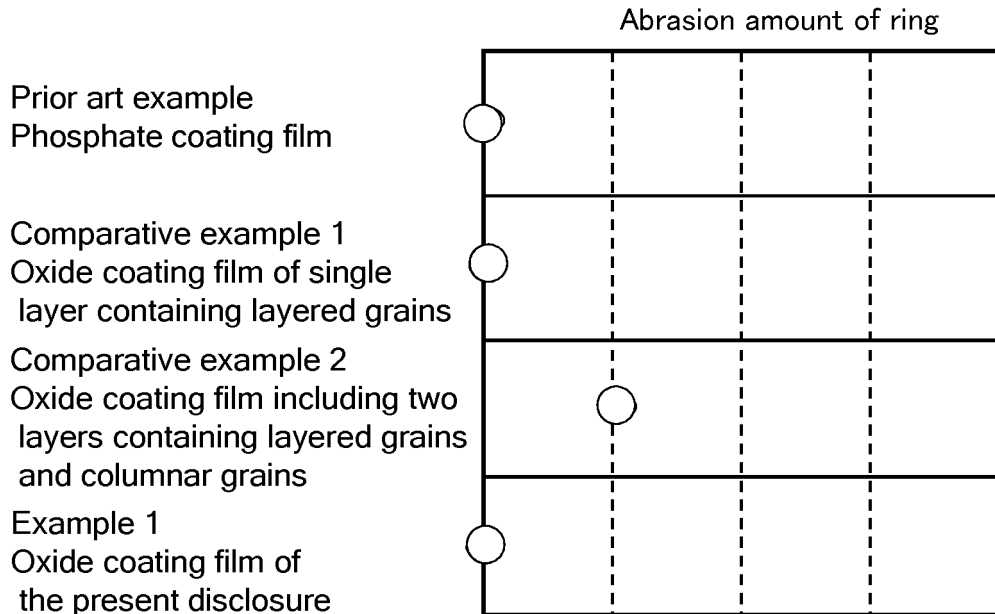 Abrasion amount of ring
Prior art example
Phosphate coating film
Comparative example 1
Oxide coating film of single
layer containing layered grains
Comparative example 2
Oxide coating film including two
layers containing layered grains
and columnar grains
Example 1
Oxide coating film of
the present disclosure